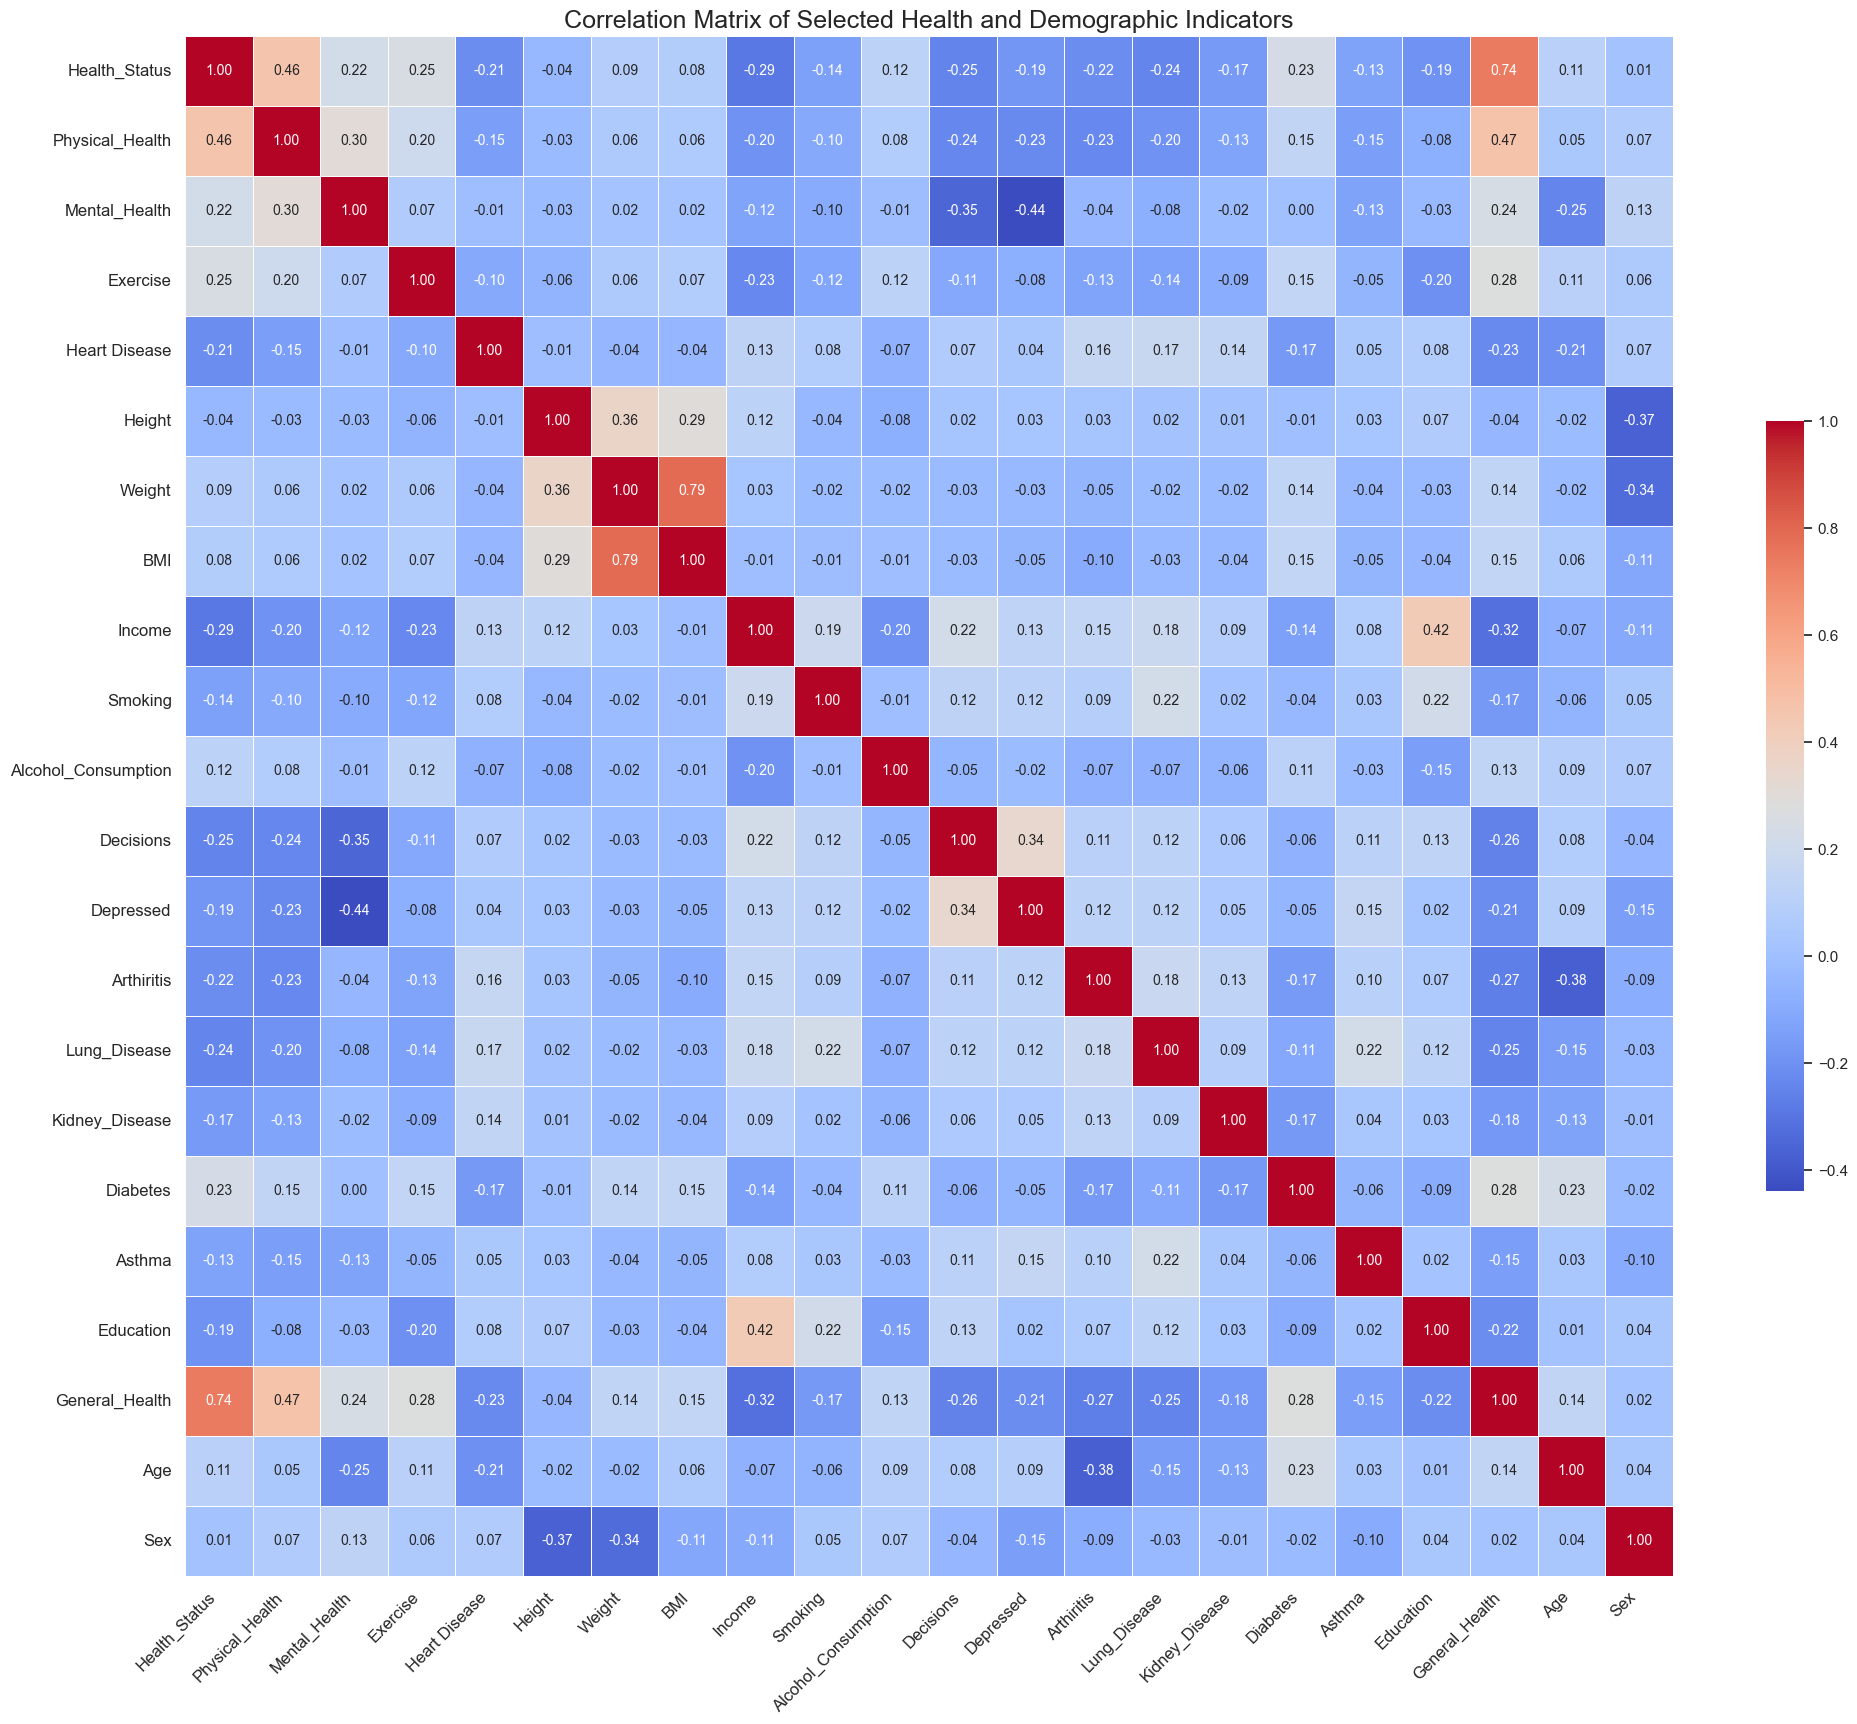 Correlation Matrix of Selected Health and Demographic Indicators
Health_Status 1.00 0.46 0.22 0.25 -0.21 -0.04 0.09 0.08 -0.29 -0.14 0.12 -0.25 -0.19 -0.22 -0.24 -0.17 0.23 -0.13 -0.19 0.74 0.11 0.01
Physical_Health 0.46 1.00 0.30 0.20 -0.15 -0.03 0.06 0.06 -0.20 -0.10 0.08 -0.24 -0.23 -0.23 -0.20 -0.13 0.15 -0.15 -0.08 0.47 0.05 0.07
Mental_Health 0.22 0.30 1.00 0.07 -0.01 -0.03 0.02 0.02 -0.12 -0.10 -0.01 -0.35 -0.44 -0.04 -0.08 -0.02 0.00 -0.13 -0.03 0.24 -0.25 0.13
Exercise 0.25 0.20 0.07 1.00 -0.10 -0.06 0.06 0.07 -0.23 -0.12 0.12 -0.11 -0.08 -0.13 -0.14 -0.09 0.15 -0.05 -0.20 0.28 0.11 0.06
Heart Disease -0.21 -0.15 -0.01 -0.10 1.00 -0.01 -0.04 -0.04 0.13 0.08 -0.07 0.07 0.04 0.16 0.17 0.14 -0.17 0.05 0.08 -0.23 -0.21 0.07
Height -0.04 -0.03 -0.03 -0.06 -0.01 1.00 0.36 0.29 0.12 -0.04 -0.08 0.02 0.03 0.03 0.02 0.01 -0.01 0.03 0.07 -0.04 -0.02 -0.37
Weight 0.09 0.06 0.02 0.06 -0.04 0.36 1.00 0.79 0.03 -0.02 -0.02 -0.03 -0.03 -0.05 -0.02 -0.02 0.14 -0.04 -0.03 0.14 -0.02 -0.34
BMI 0.08 0.06 0.02 0.07 -0.04 0.29 0.79 1.00 -0.01 -0.01 -0.01 -0.03 -0.05 -0.10 -0.03 -0.04 0.15 -0.05 -0.04 0.15 0.06 -0.11
Income -0.29 -0.20 -0.12 -0.23 0.13 0.12 0.03 -0.01 1.00 0.19 -0.20 0.22 0.13 0.15 0.18 0.09 -0.14 0.08 0.42 -0.32 -0.07 -0.11
Smoking -0.14 -0.10 -0.10 -0.12 0.08 -0.04 -0.02 -0.01 0.19 1.00 -0.01 0.12 0.12 0.09 0.22 0.02 -0.04 0.03 0.22 -0.17 -0.06 0.05
Alcohol_Consumption 0.12 0.08 -0.01 0.12 -0.07 -0.08 -0.02 -0.01 -0.20 -0.01 1.00 -0.05 -0.02 -0.07 -0.07 -0.06 0.11 -0.03 -0.15 0.13 0.09 0.07
Decisions -0.25 -0.24 -0.35 -0.11 0.07 0.02 -0.03 -0.03 0.22 0.12 -0.05 1.00 0.34 0.11 0.12 0.06 -0.06 0.11 0.13 -0.26 0.08 -0.04
Depressed -0.19 -0.23 -0.44 -0.08 0.04 0.03 -0.03 -0.05 0.13 0.12 -0.02 0.34 1.00 0.12 0.12 0.05 -0.05 0.15 0.02 -0.21 0.09 -0.15
Arthiritis -0.22 -0.23 -0.04 -0.13 0.16 0.03 -0.05 -0.10 0.15 0.09 -0.07 0.11 0.12 1.00 0.18 0.13 -0.17 0.10 0.07 -0.27 -0.38 -0.09
Lung_Disease -0.24 -0.20 -0.08 -0.14 0.17 0.02 -0.02 -0.03 0.18 0.22 -0.07 0.12 0.12 0.18 1.00 0.09 -0.11 0.22 0.12 -0.25 -0.15 -0.03
Kidney_Disease -0.17 -0.13 -0.02 -0.09 0.14 0.01 -0.02 -0.04 0.09 0.02 -0.06 0.06 0.05 0.13 0.09 1.00 -0.17 0.04 0.03 -0.18 -0.13 -0.01
Diabetes 0.23 0.15 0.00 0.15 -0.17 -0.01 0.14 0.15 -0.14 -0.04 0.11 -0.06 -0.05 -0.17 -0.11 -0.17 1.00 -0.06 -0.09 0.28 0.23 -0.02
Asthma -0.13 -0.15 -0.13 -0.05 0.05 0.03 -0.04 -0.05 0.08 0.03 -0.03 0.11 0.15 0.10 0.22 0.04 -0.06 1.00 0.02 -0.15 0.03 -0.10
Education -0.19 -0.08 -0.03 -0.20 0.08 0.07 -0.03 -0.04 0.42 0.22 -0.15 0.13 0.02 0.07 0.12 0.03 -0.09 0.02 1.00 -0.22 0.01 0.04
General_Health 0.74 0.47 0.24 0.28 -0.23 -0.04 0.14 0.15 -0.32 -0.17 0.13 -0.26 -0.21 -0.27 -0.25 -0.18 0.28 -0.15 -0.22 1.00 0.14 0.02
Age 0.11 0.05 -0.25 0.11 -0.21 -0.02 -0.02 0.06 -0.07 -0.06 0.09 0.08 0.09 -0.38 -0.15 -0.13 0.23 0.03 0.01 0.14 1.00 0.04
Sex 0.01 0.07 0.13 0.06 0.07 -0.37 -0.34 -0.11 -0.11 0.05 0.07 -0.04 -0.15 -0.09 -0.03 -0.01 -0.02 -0.10 0.04 0.02 0.04 1.00
Health_Status Physical_Health Mental_Health Exercise Heart Disease Height Weight BMI Income Smoking Alcohol_Consumption Decisions Depressed Arthiritis Lung_Disease Kidney_Disease Diabetes Asthma Education General_Health Age Sex
1.0
0.8
0.6
0.4
0.2
0.0
−0.2
−0.4